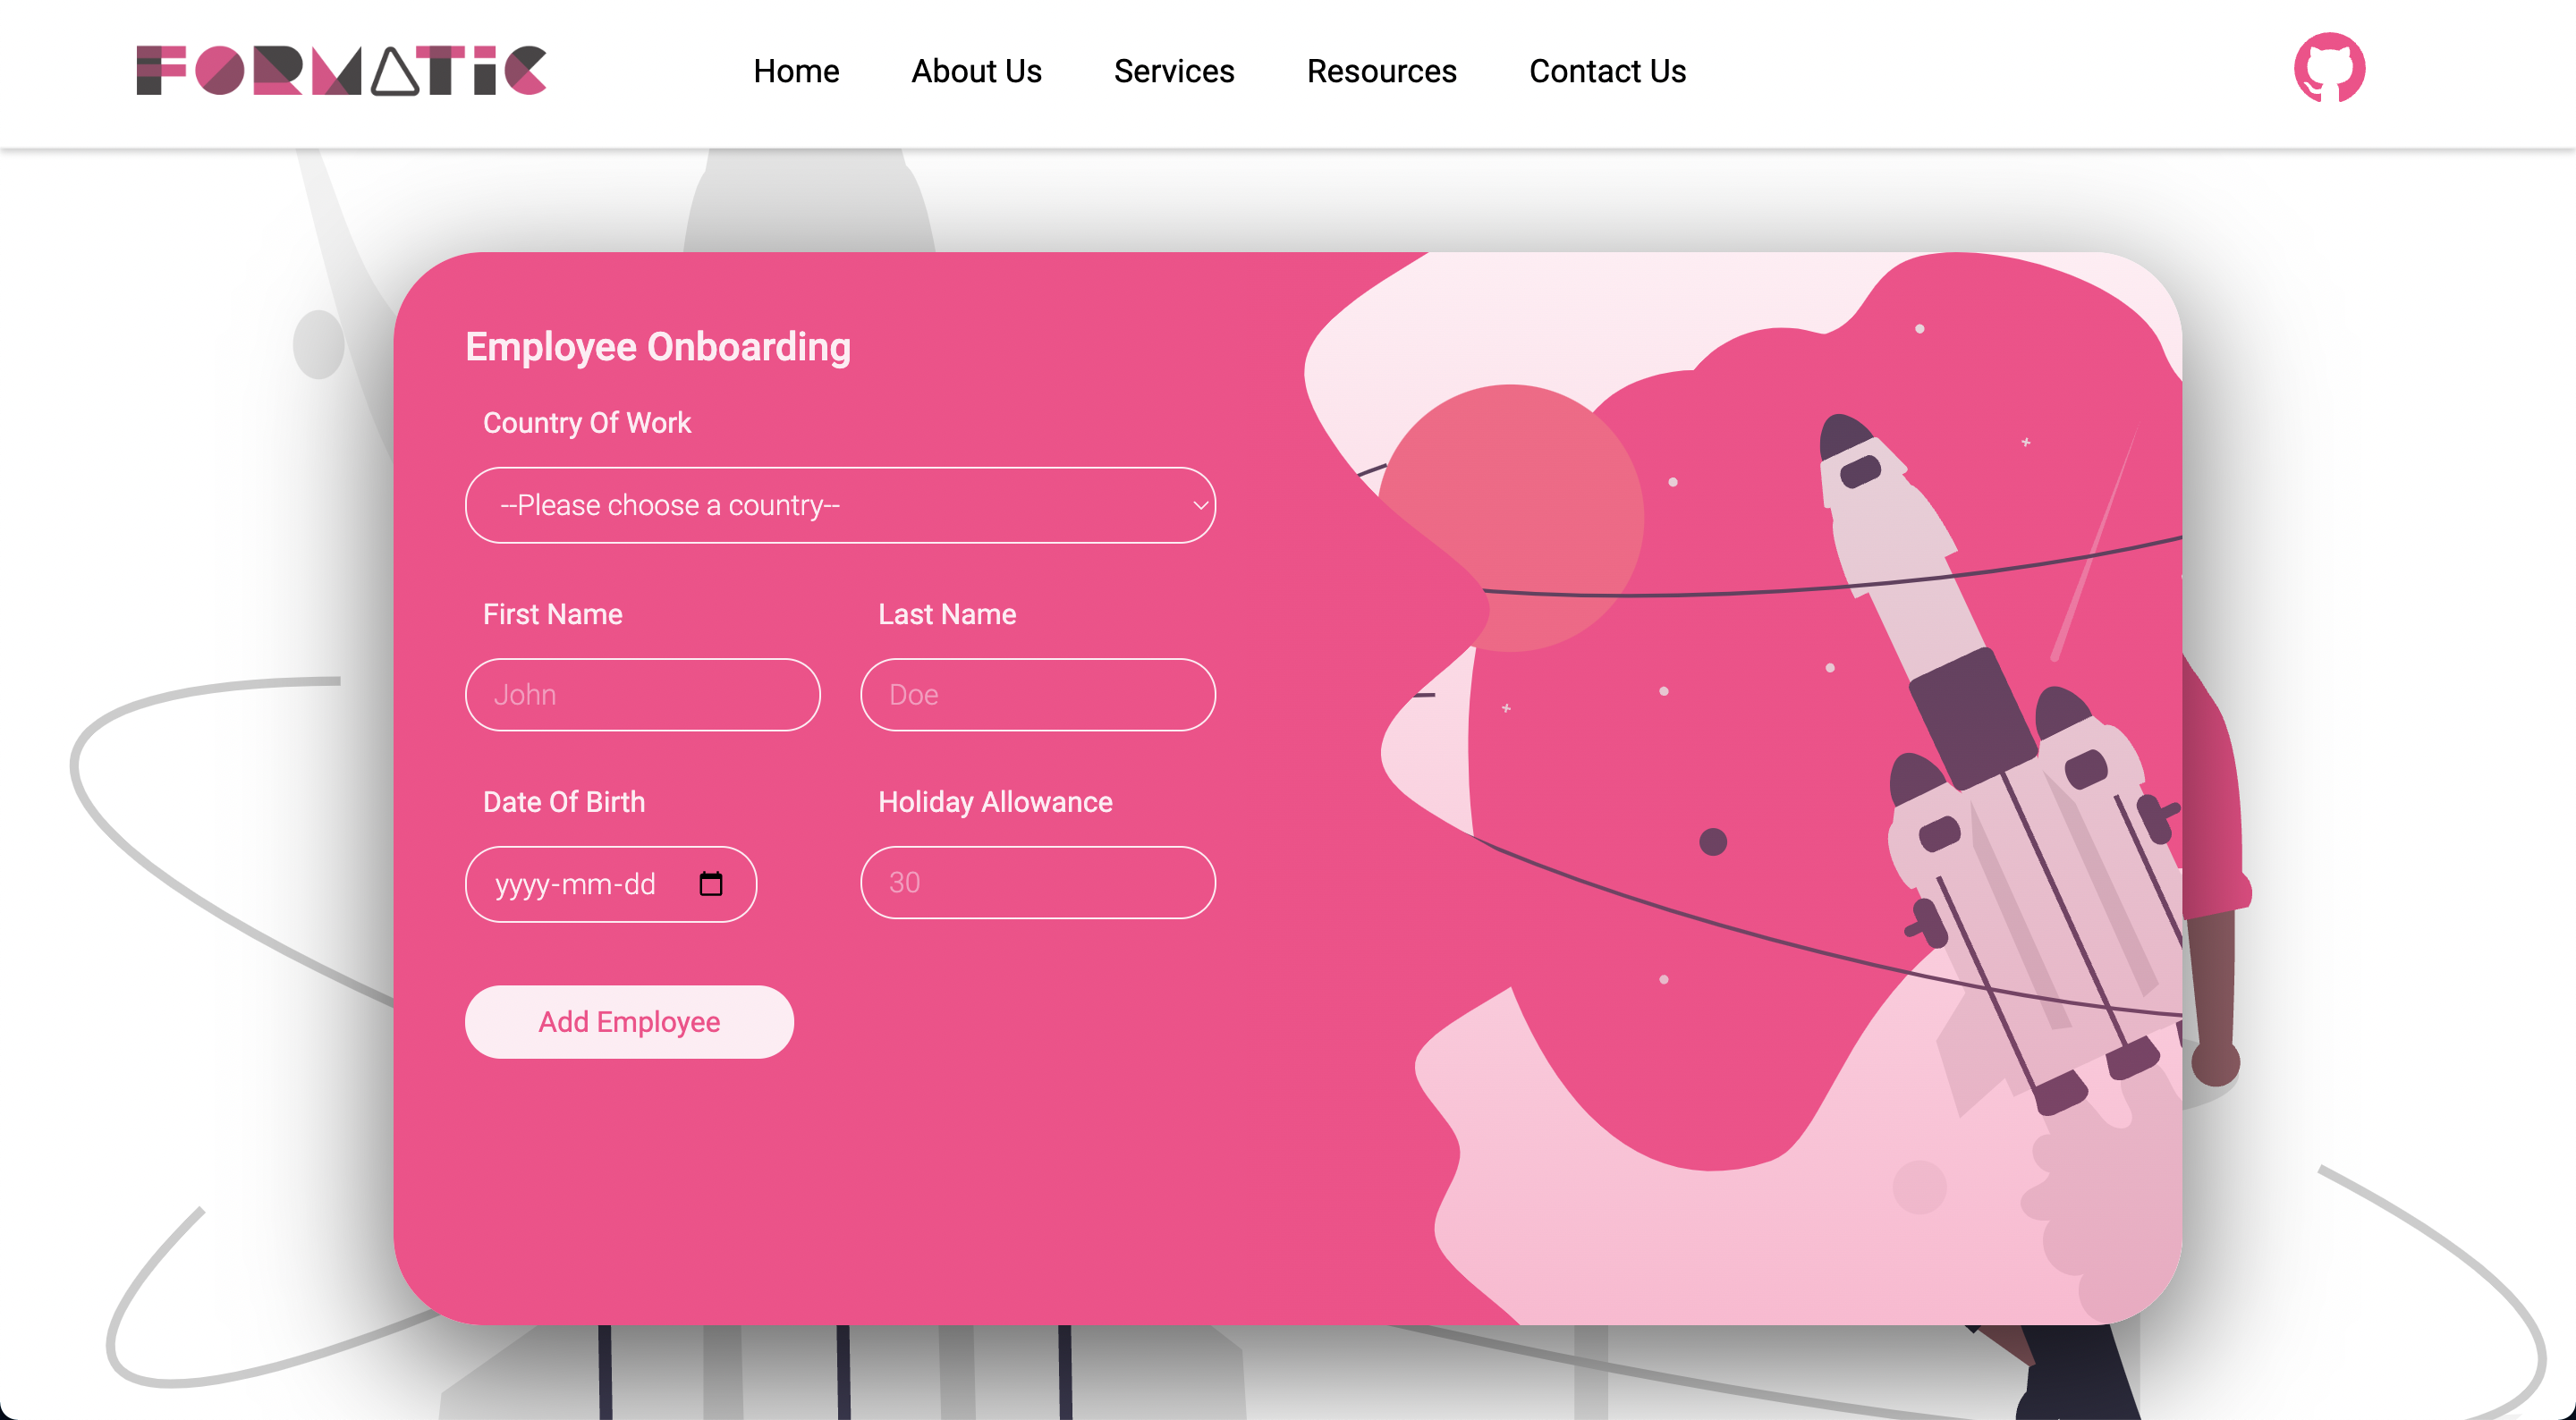 FORMATIC
Home About Us Services Resources Contact Us
Employee Onboarding
Country Of Work
--Please choose a country--
First Name Last Name
John Doe
Date Of Birth Holiday Allowance
yyyy-mm-dd 30
Add Employee